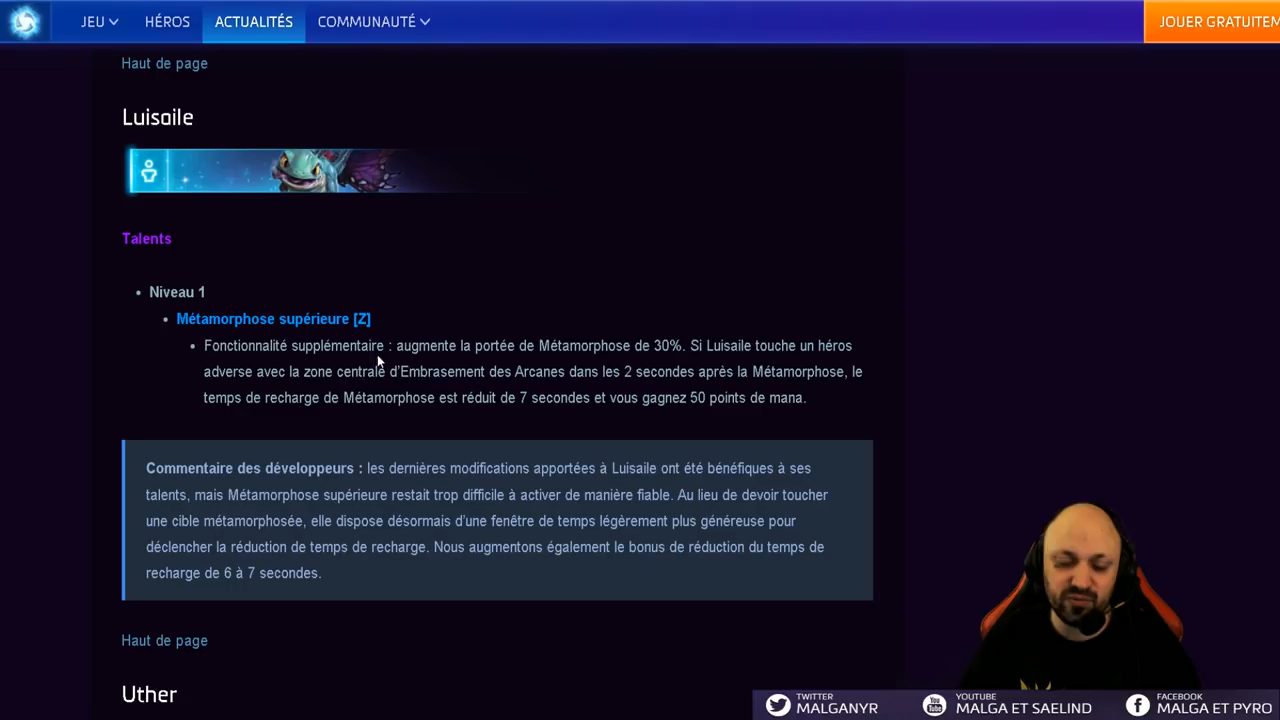 JEU HÉROS ACTUALITÉS COMMUNAUTÉ JOUER GRATUITEM
Haut de page
Luisaile
Talents
Niveau 1
Métamorphose supérieure [Z]
Fonctionnalité supplémentaire : augmente la portée de Métamorphose de 30%. Si Luisaile touche un héros
adverse avec la zone centrale d'Embrasement des Arcanes dans les 2 secondes après la Métamorphose, le
temps de recharge de Métamorphose est réduit de 7 secondes et vous gagnez 50 points de mana.
Commentaire des développeurs : les dernières modifications apportées à Luisaile ont été bénéfiques à ses
talents, mais Métamorphose supérieure restait trop difficile à activer de manière fiable. Au lieu de devoir toucher
une cible métamorphosée, elle dispose désormais d'une fenêtre de temps légèrement plus généreuse pour
déclencher la réduction de temps de recharge. Nous augmentons également le bonus de réduction du temps de
recharge de 6 à 7 secondes.
Haut de page
Uther
TWITTER
MALGANYR
YOUTUBE
MALGA ET SAELIND
FACEBOOK
MALGA ET PYRO